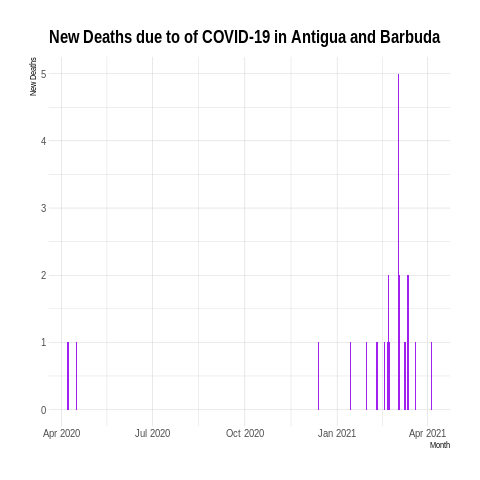 New Deaths due to of COVID-19 in Antigua and Barbuda
New Deaths
5
4
3
2
1
0
Apr 2020 Jul 2020 Oct 2020 Jan 2021 Apr 2021
Month